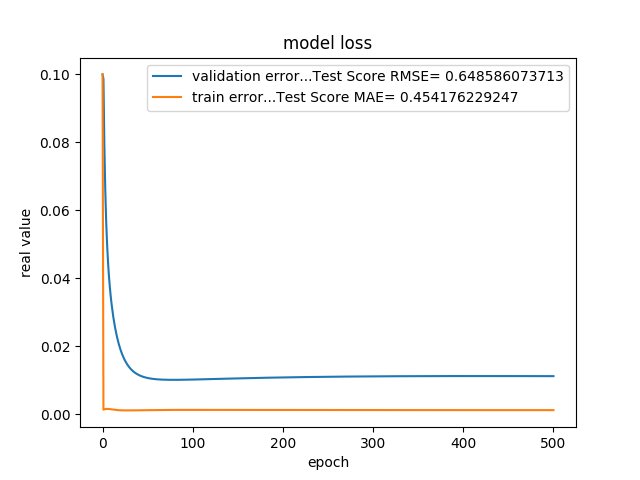 model loss
validation error...Test Score RMSE= 0.648586073713
train error...Test Score MAE= 0.454176229247
real value
0.10
0.08
0.06
0.04
0.02
0.00
0 100 200 300 400 500
epoch